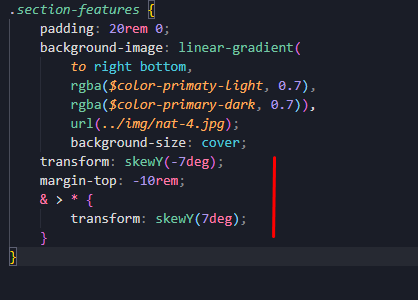 .section-features {
padding: 20rem 0;
background-image: linear-gradient(
to right bottom,
rgba($color-primaty-light, 0.7),
rgba($color-primary-dark, 0.7)),
url(../img/nat-4.jpg);
background-size: cover;
transform: skewY(-7deg);
margin-top: -10rem;
& > * {
transform: skewY(7deg);
}
}